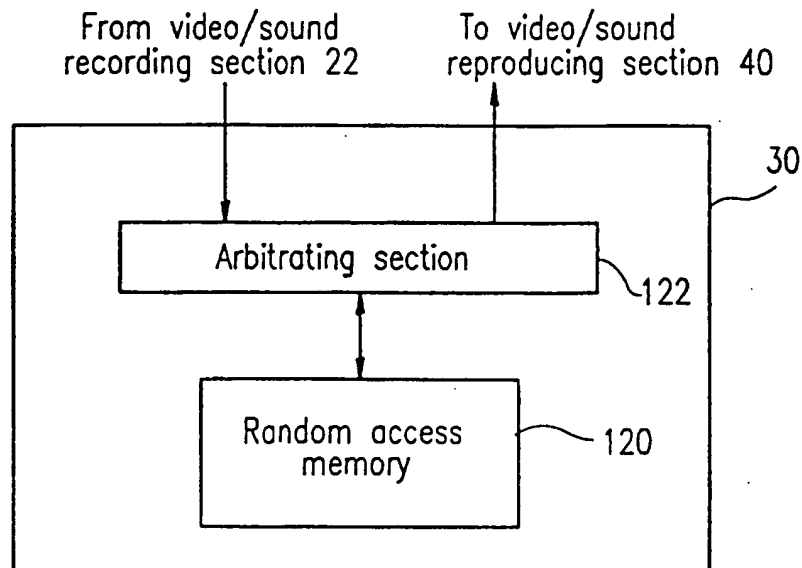 From video/sound
recording section 22
To video/sound
reproducing section 40
30
Arbitrating section
122
Random access
memory
120